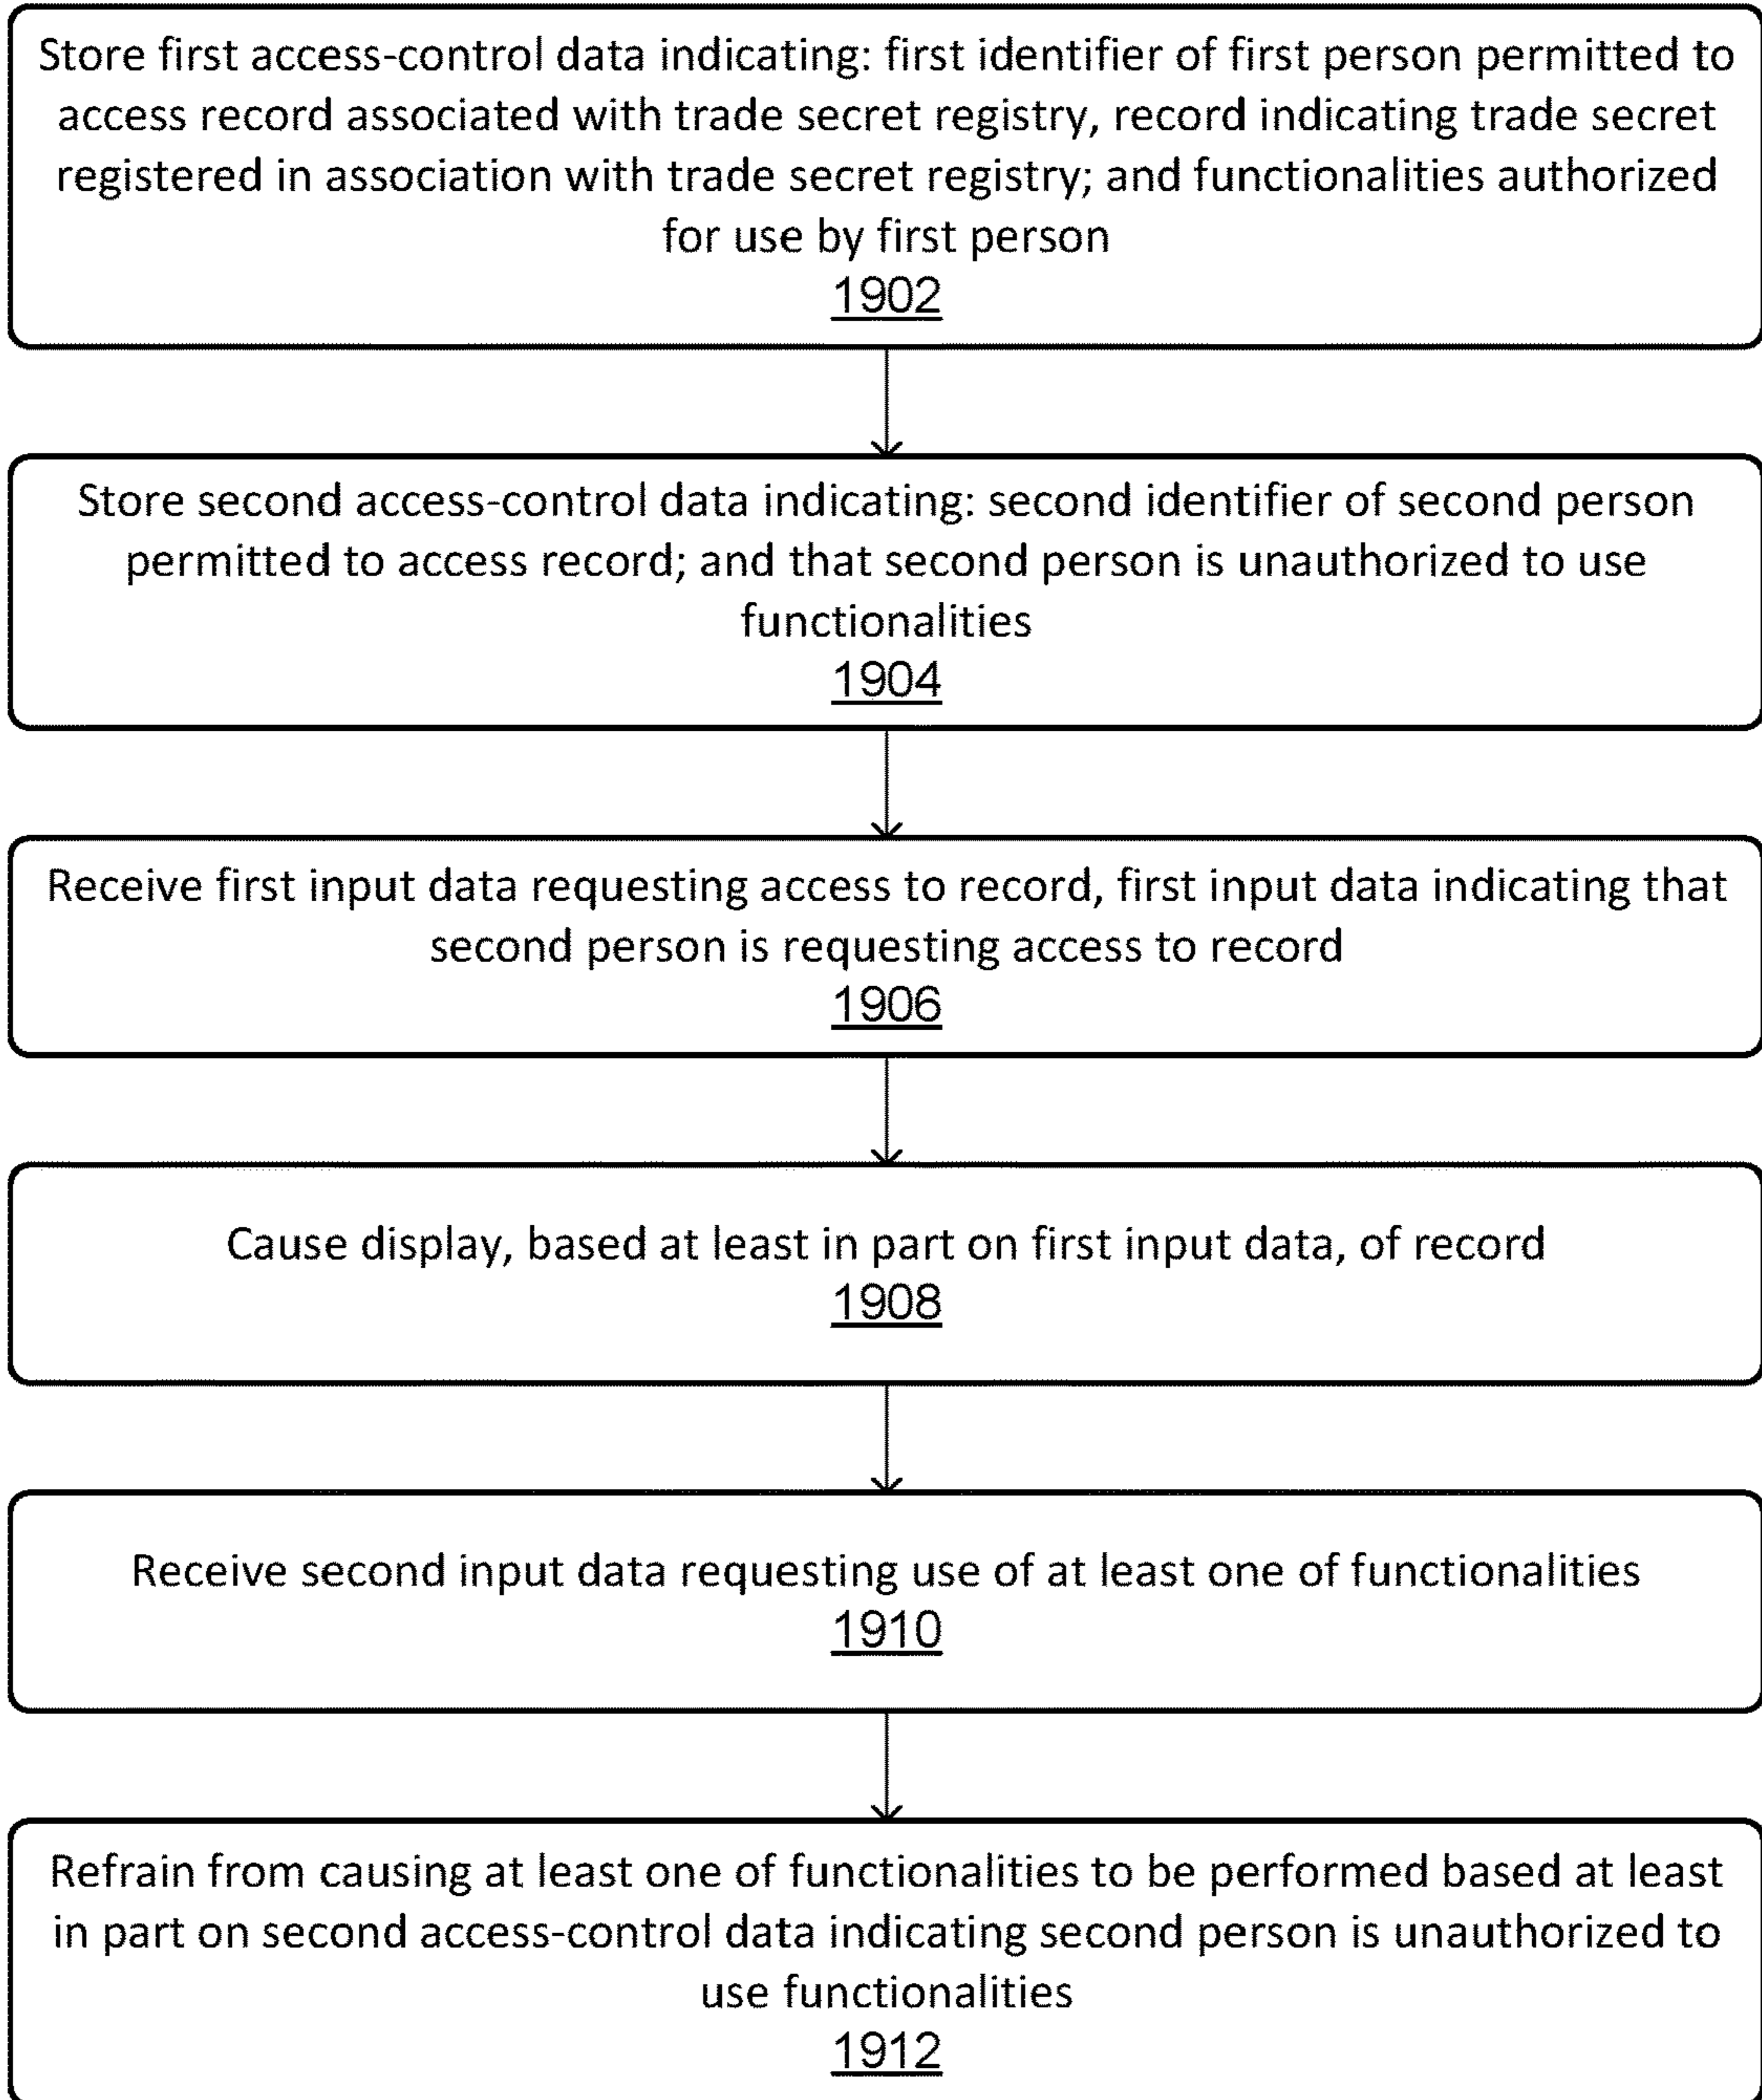 Store first access-control data indicating: first identifier of first person permitted to
access record associated with trade secret registry, record indicating trade secret
registered in association with trade secret registry; and functionalities authorized
for use by first person
1902
Store second access-control data indicating: second identifier of second person
permitted to access record; and that second person is unauthorized to use
functionalities
1904
Receive first input data requesting access to record, first input data indicating that
second person is requesting access to record
1906
Cause display, based at least in part on first input data, of record
1908
Receive second input data requesting use of at least one of functionalities
1910
Refrain from causing at least one of functionalities to be performed based at least
in part on second access-control data indicating second person is unauthorized to
use functionalities
1912